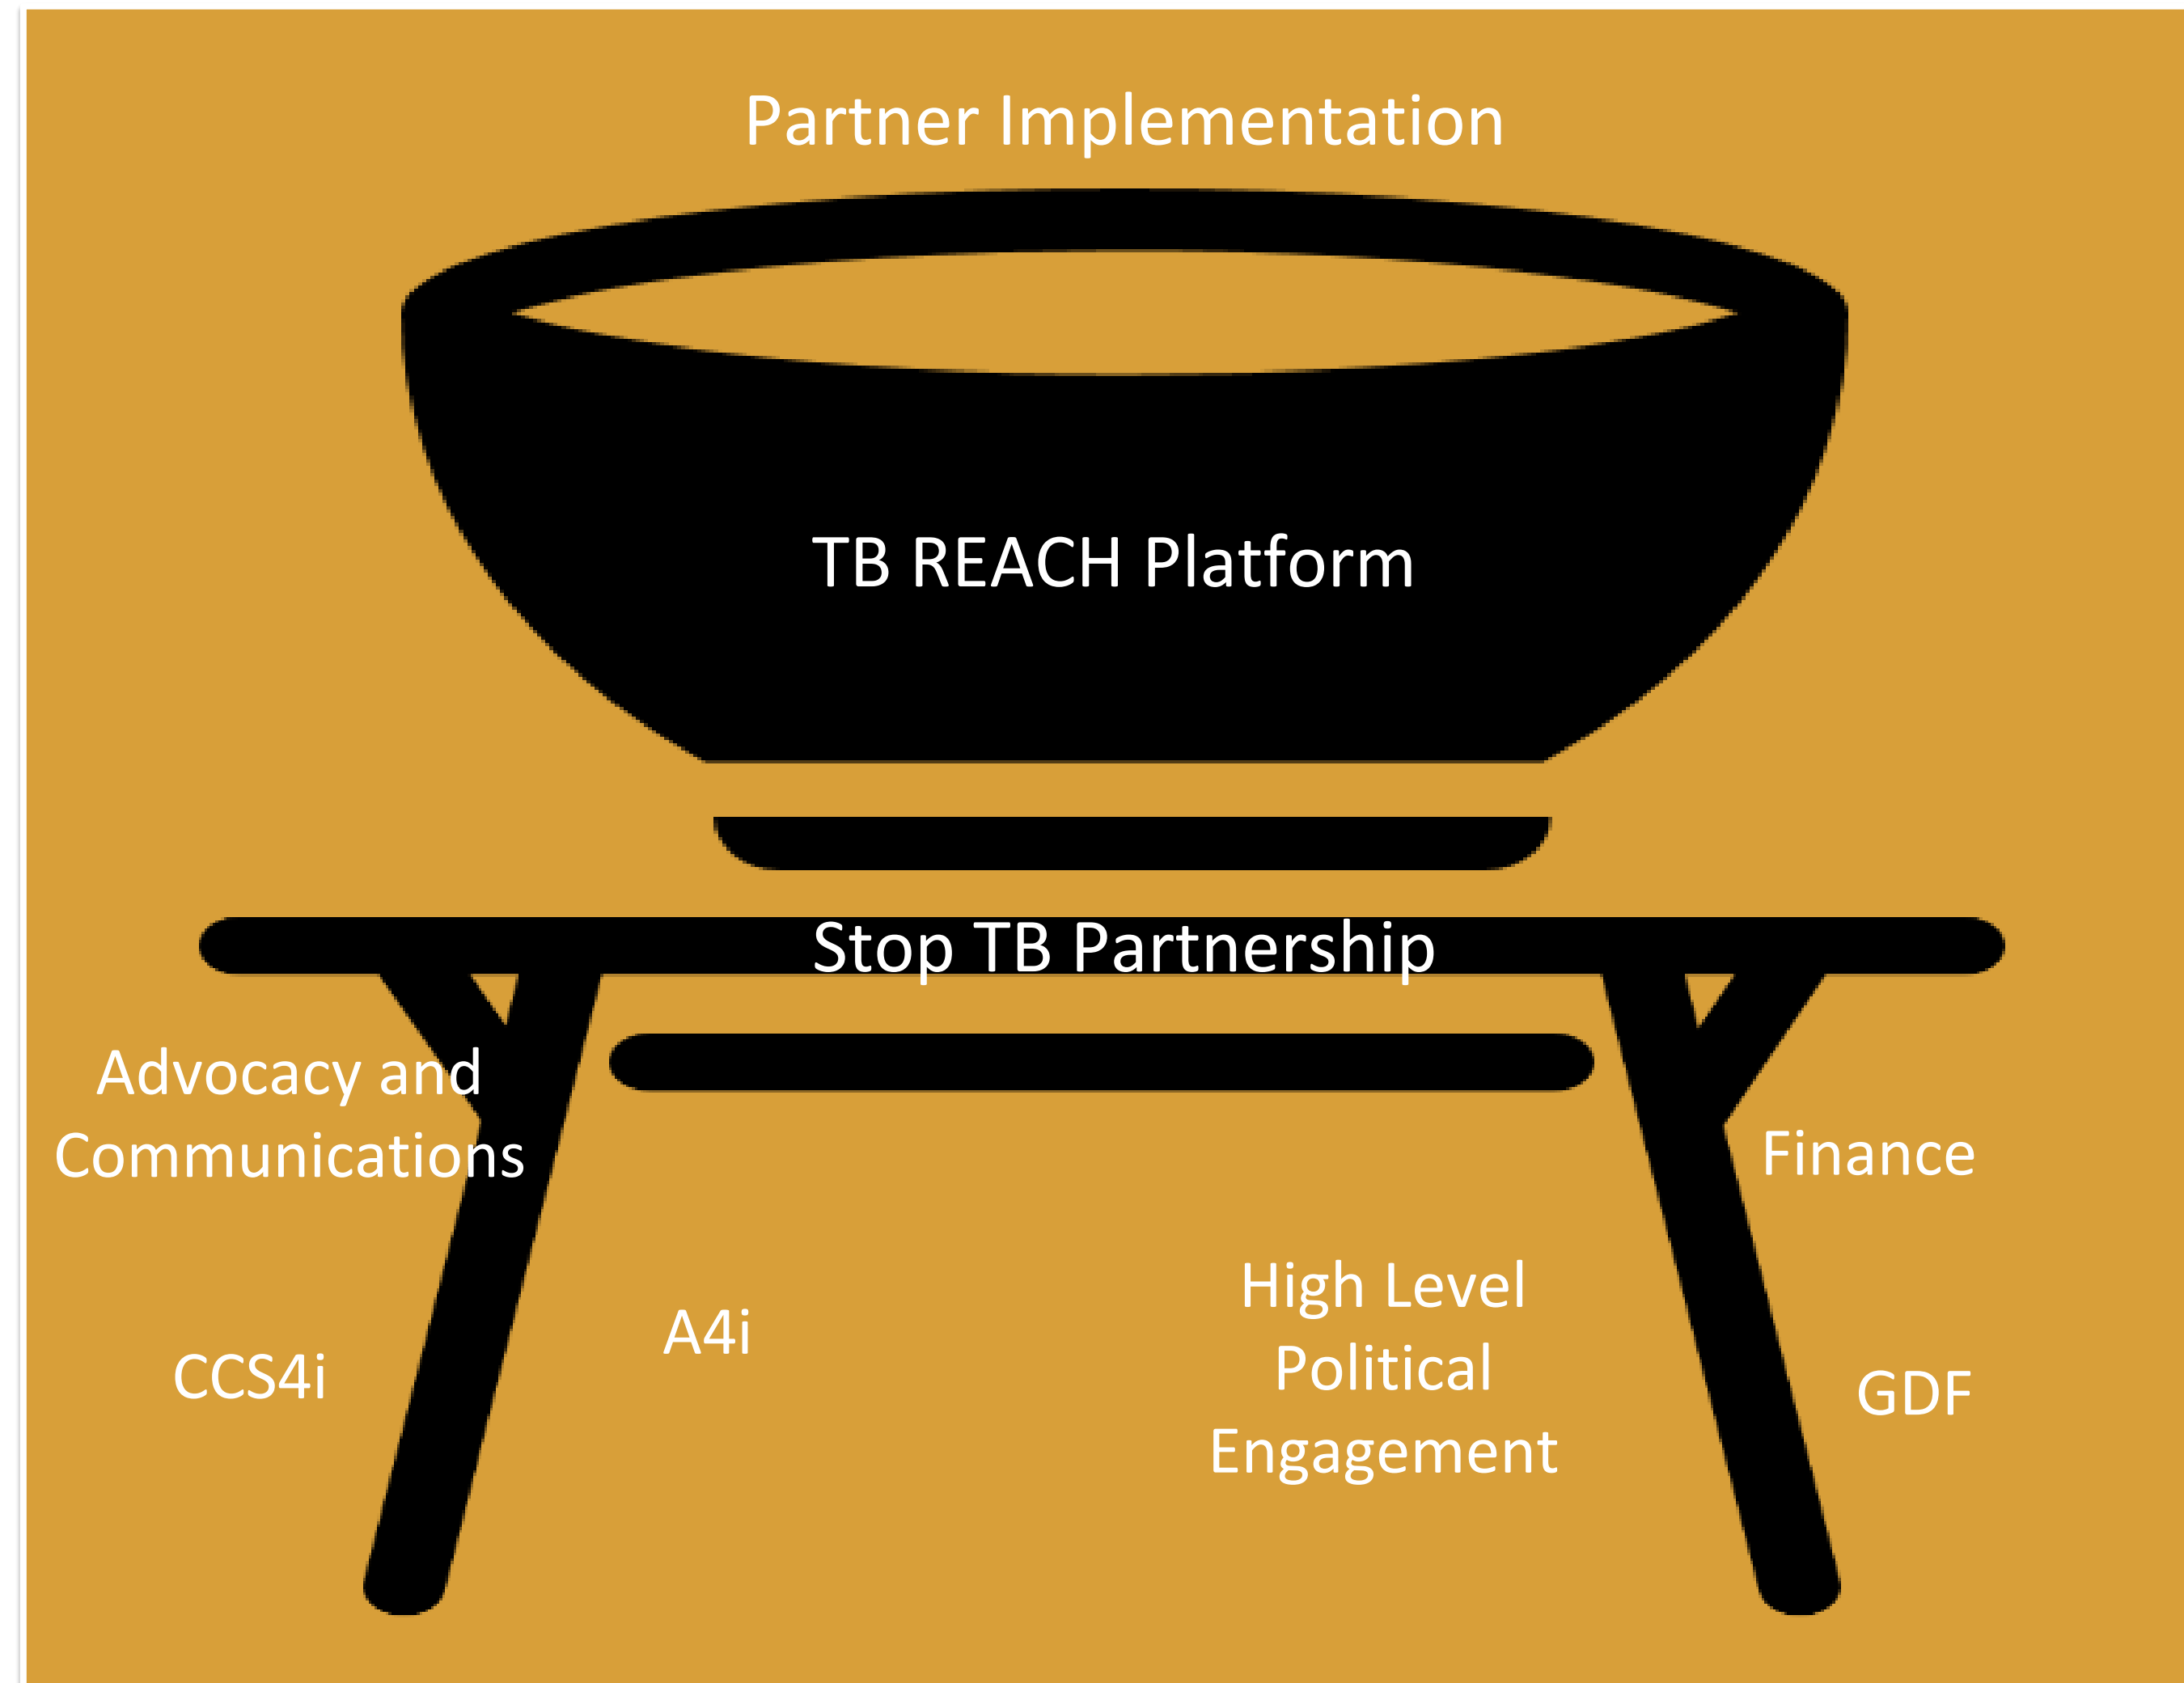 Partner Implementation
TB REACH Platform
Stop TB Partnership
Advocacy and
Communications
Finance
High Level
Political
Engagement
A4i
CCS4i
GDF